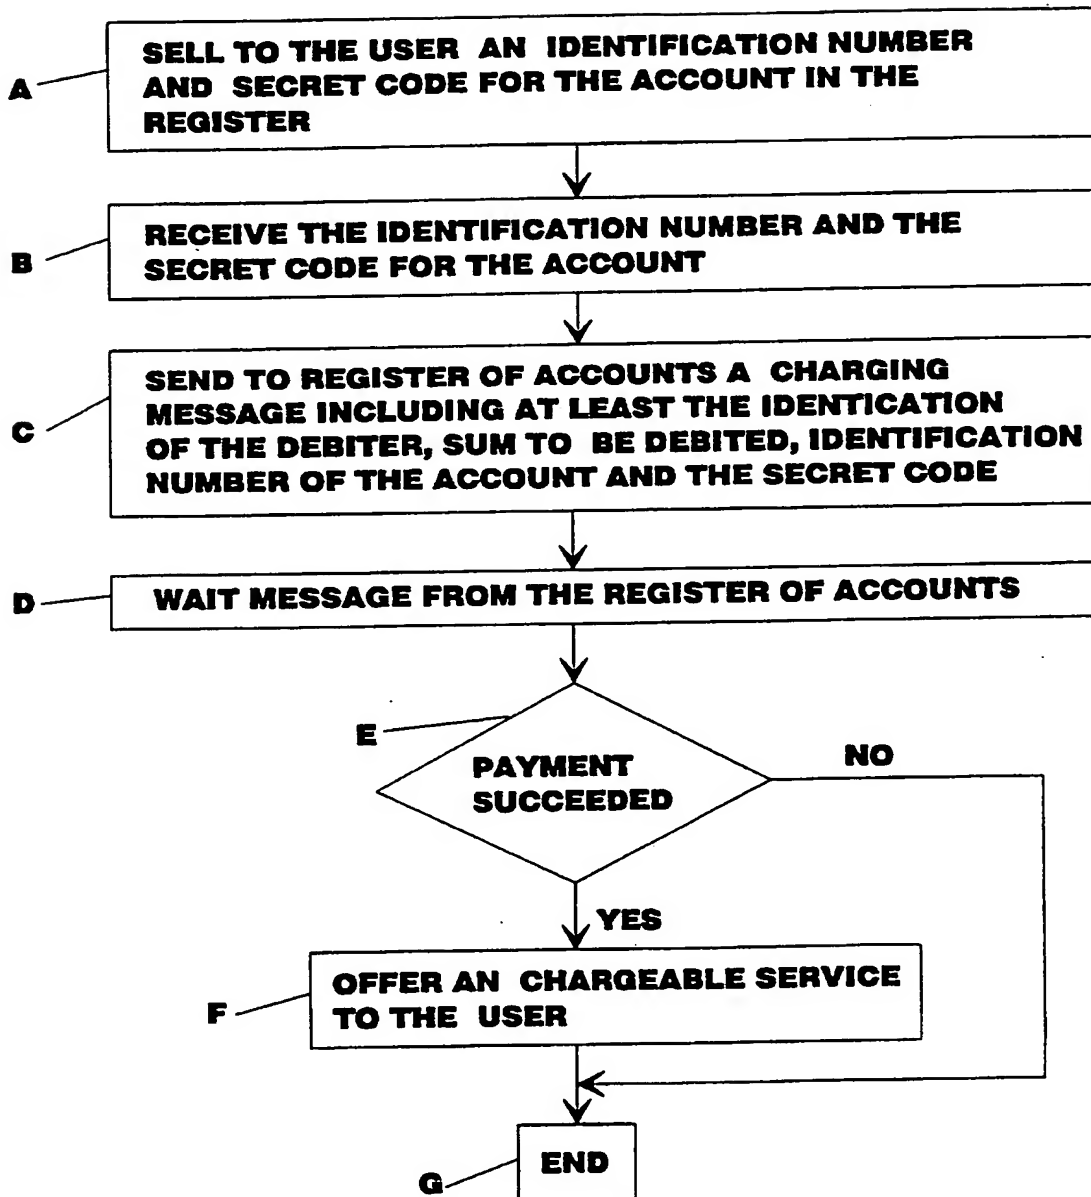 SELL TO THE USER AN IDENTIFICATION NUMBER
AND SECRET CODE FOR THE ACCOUNT IN THE
REGISTER
A
RECEIVE THE IDENTIFICATION NUMBER AND THE
SECRET CODE FOR THE ACCOUNT
B
SEND TO REGISTER OF ACCOUNTS A CHARGING
MESSAGE INCLUDING AT LEAST THE IDENTICATION
OF THE DEBITER, SUM TO BE DEBITED, IDENTIFICATION
NUMBER OF THE ACCOUNT AND THE SECRET CODE
C
WAIT MESSAGE FROM THE REGISTER OF ACCOUNTS
D
E
PAYMENT
SUCCEEDED
NO
YES
OFFER AN CHARGEABLE SERVICE
TO THE USER
F
END
G